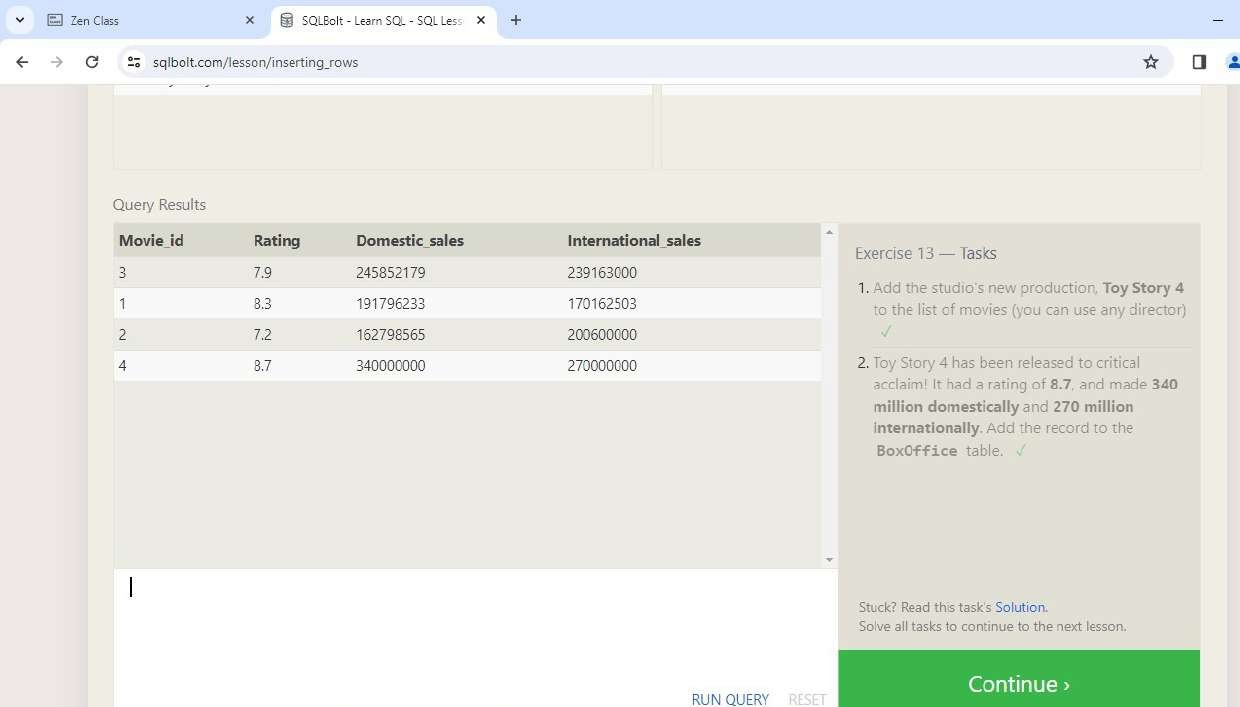 Zen Class
SQLBolt - Learn SQL - SQL Less
sqlbolt.com/lesson/inserting_rows
Query Results
Movie_id Rating Domestic_sales International_sales
3 7.9 245852179 239163000
1 8.3 191796233 170162503
2 7.2 162798565 200600000
4 8.7 340000000 270000000
Exercise 13 — Tasks
1. Add the studio's new production, Toy Story 4
to the list of movies (you can use any director)
✓
2. Toy Story 4 has been released to critical
acclaim! It had a rating of 8.7, and made 340
million domestically and 270 million
internationally. Add the record to the
BoxOffice table. ✓
Stuck? Read this task's Solution.
Solve all tasks to continue to the next lesson.
RUN QUERY RESET
Continue ›